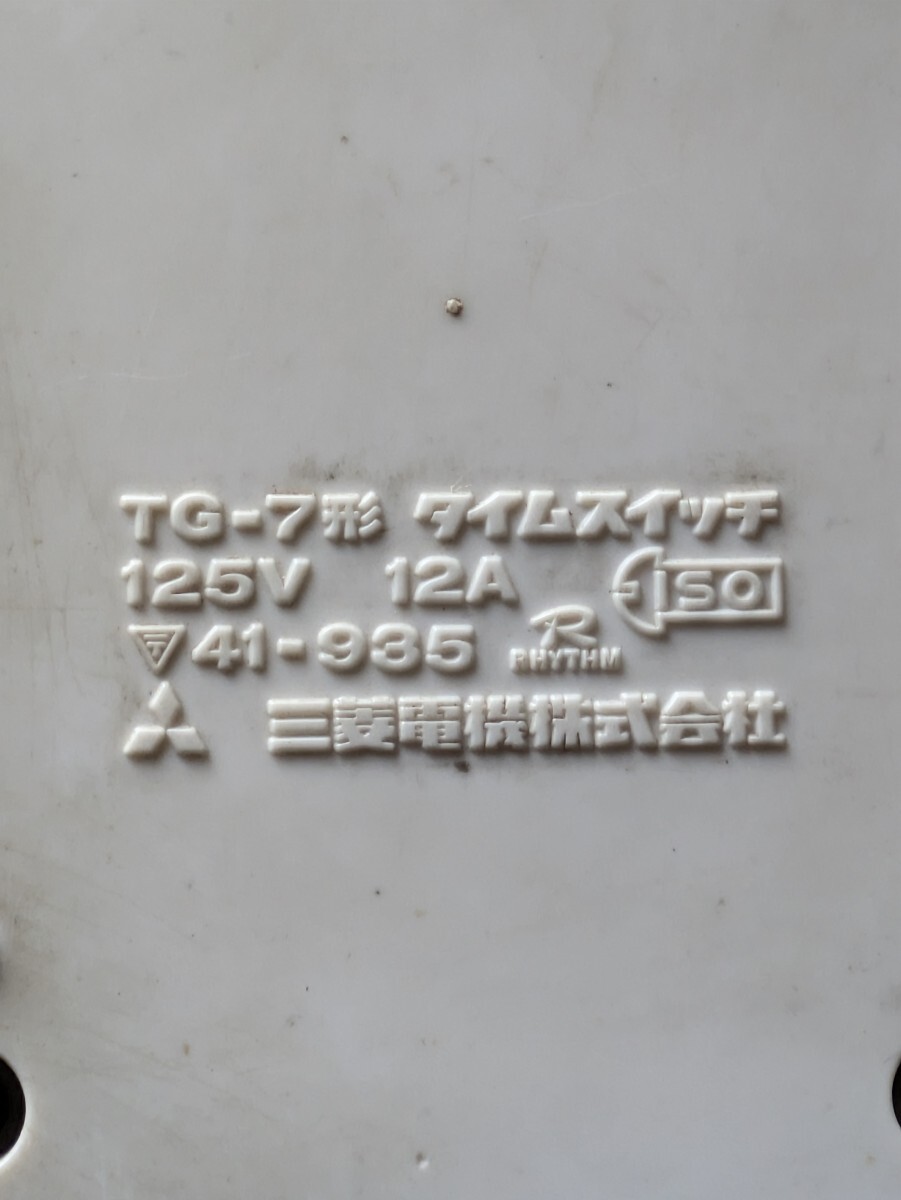 TG-7形 タイムスイッチ
125V 12A ISO
41-935 R RHYTHM
三菱電機株式会社